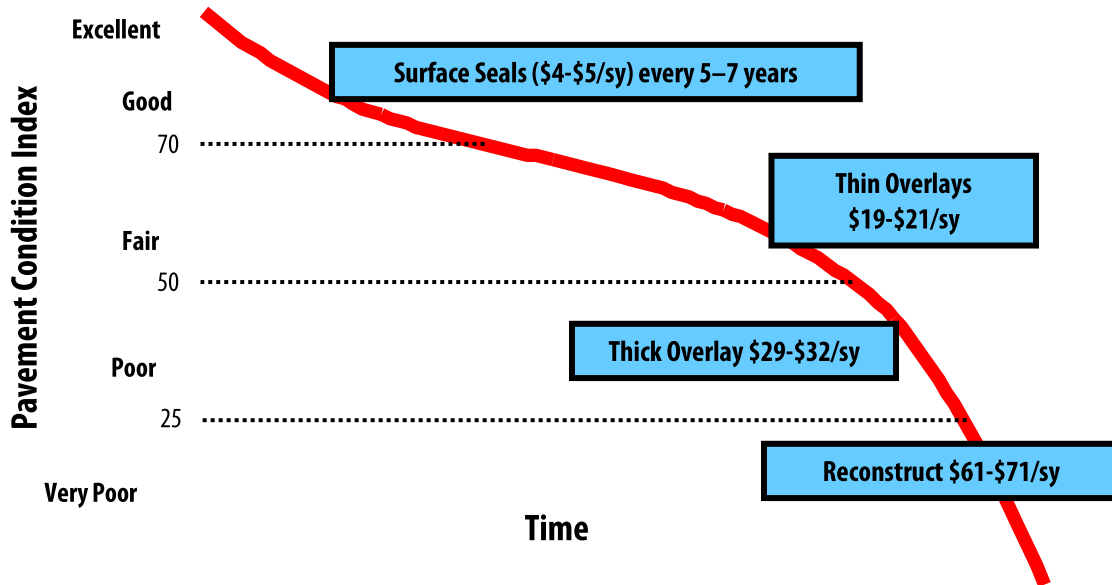 Pavement Condition Index
Excellent
Surface Seals ($4-$5/sy) every 5–7 years
Good
70
Thin Overlays
$19-$21/sy
Fair
50
Thick Overlay $29-$32/sy
Poor
25
Reconstruct $61-$71/sy
Very Poor
Time